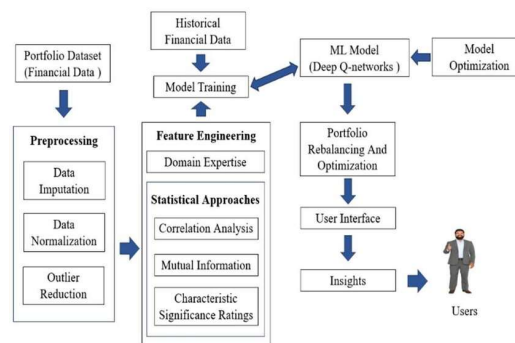 Portfolio Dataset
(Financial Data )
Preprocessing
Data
Imputation
Data
Normalization
Outlier
Reduction
Historical
Financial Data
Model Training
Feature Engineering
Domain Expertise
Statistical Approaches
Correlation Analysis
Mutual Information
Characteristic
Significance Ratings
ML Model
(Deep Q-networks )
Model
Optimization
Portfolio
Rebalancing And
Optimization
User Interface
Insights
Users